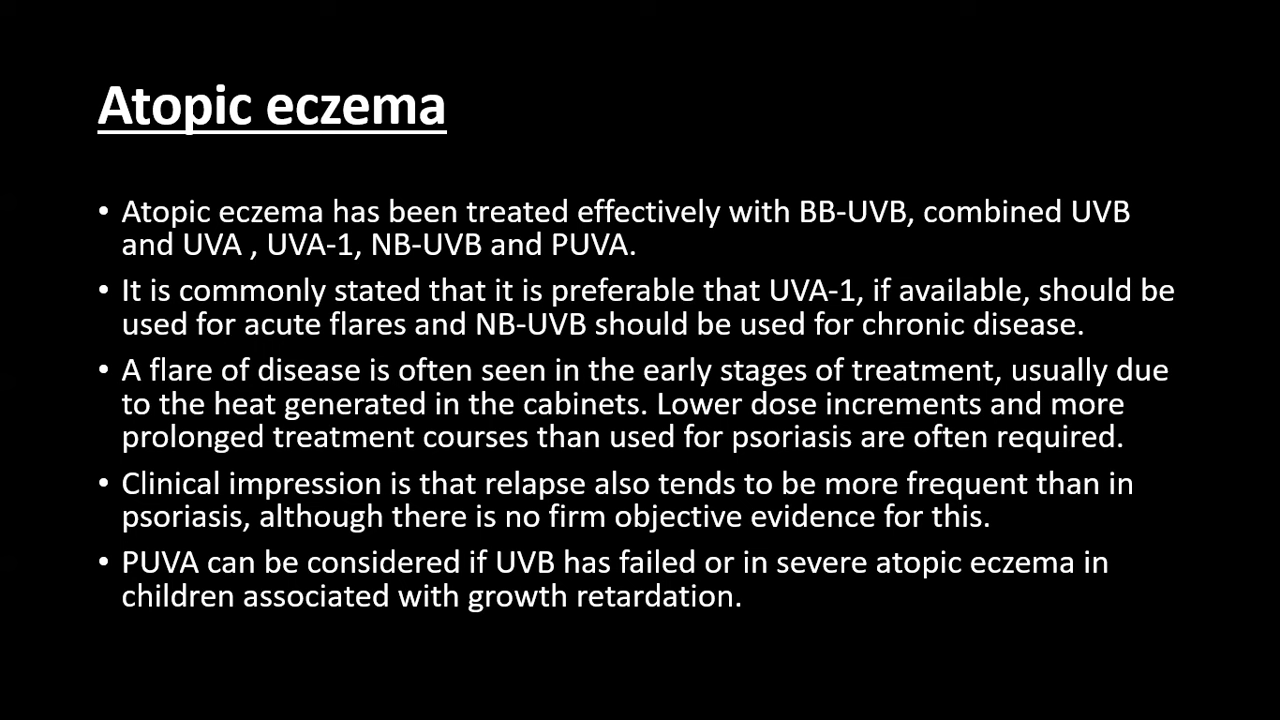 Atopic eczema
• Atopic eczema has been treated effectively with BB-UVB, combined UVB
and UVA , UVA-1, NB-UVB and PUVA.
• It is commonly stated that it is preferable that UVA-1, if available, should be
used for acute flares and NB-UVB should be used for chronic disease.
• A flare of disease is often seen in the early stages of treatment, usually due
to the heat generated in the cabinets. Lower dose increments and more
prolonged treatment courses than used for psoriasis are often required.
• Clinical impression is that relapse also tends to be more frequent than in
psoriasis, although there is no firm objective evidence for this.
• PUVA can be considered if UVB has failed or in severe atopic eczema in
children associated with growth retardation.